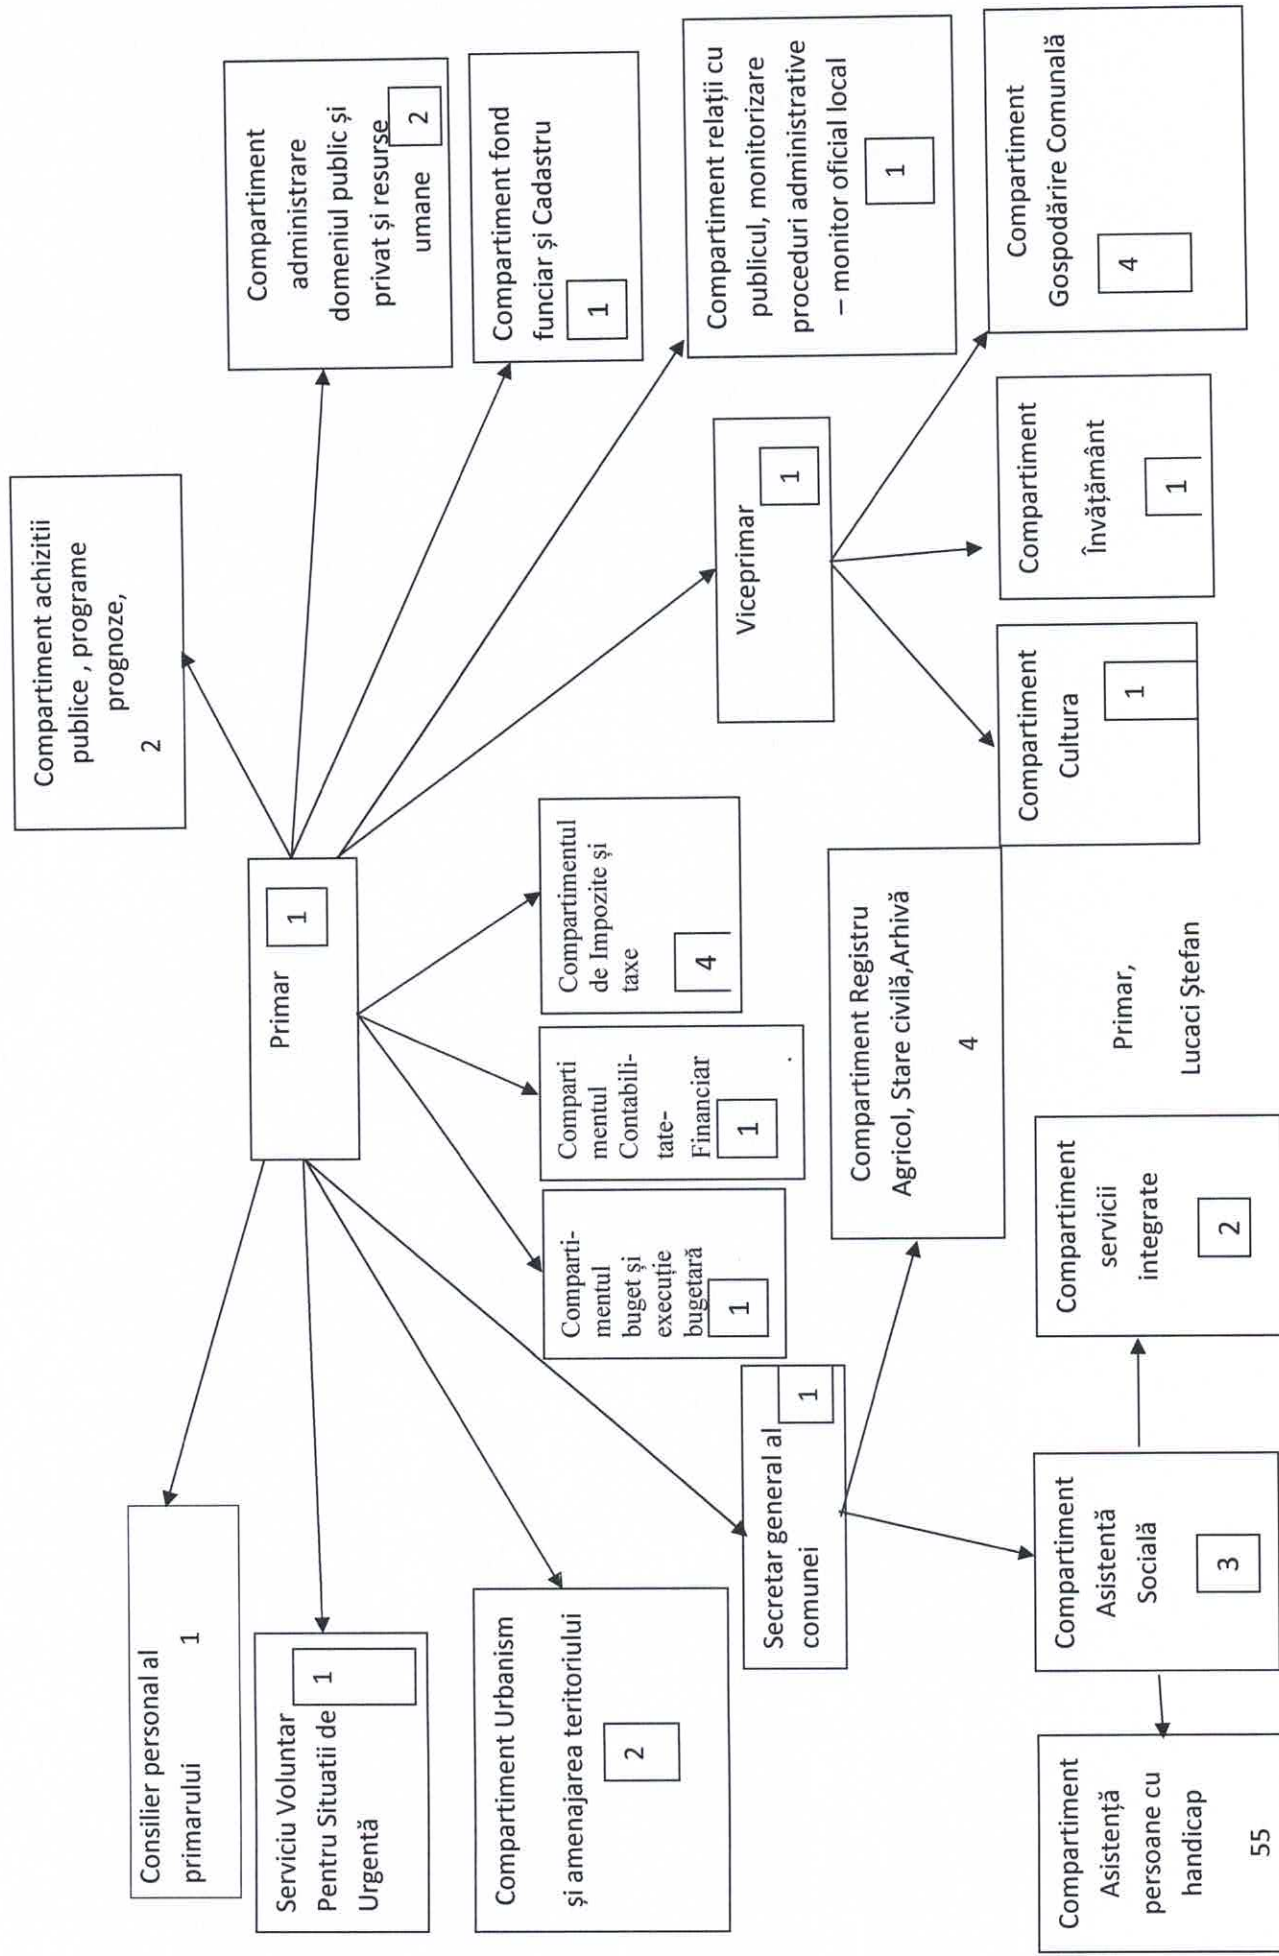 Compartiment achizitii
publice , programe
prognoze,
2
Consilier personal al
primarului 1
Primar
1
Compartiment
administrare
domeniul public și
privat și resurse
umane 2
Serviciu Voluntar
Pentru Situatii de
Urgentă
1
Compartiment fond
funciar și Cadastru
1
Compartiment Urbanism
și amenajarea teritoriului
2
Comparti-
mentul
buget și
execuție
bugetară
1
Comparti
mentul
Contabili-
tate-
Financiar
1
Compartimentul
de Impozite și
taxe
4
Compartiment relații cu
publicul, monitorizare
proceduri administrative
– monitor oficial local
1
Secretar general al
comunei
1
Viceprimar
1
Compartiment Registru
Agricol, Stare civilă,Arhivă
4
Compartiment
Cultura
1
Compartiment
Învățământ
1
Compartiment
Gospodărire Comunală
4
Compartiment
Asistență
persoane cu
handicap
55
Compartiment
Asistentă
Socială
3
Compartiment
servicii
integrate
2
Primar,
Lucaci Ștefan